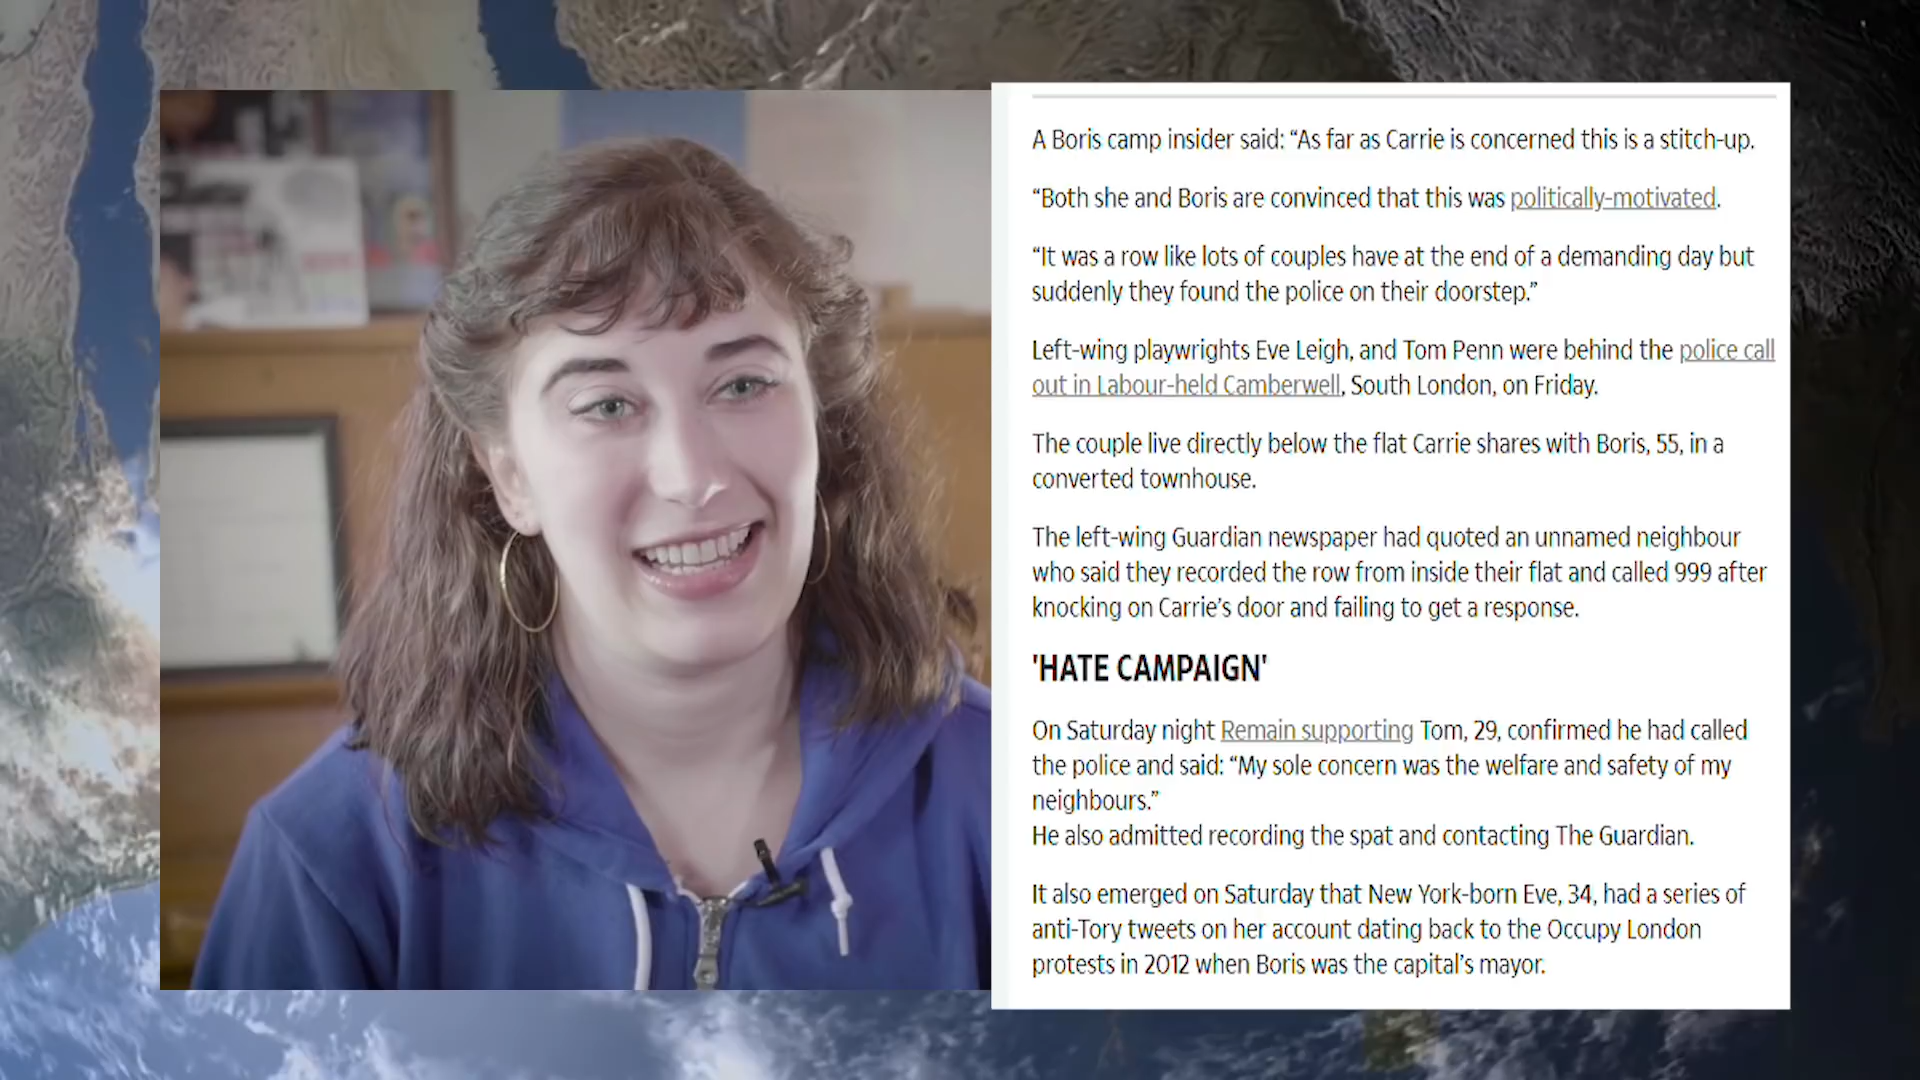 A Boris camp insider said: “As far as Carrie is concerned this is a stitch-up.
“Both she and Boris are convinced that this was politically-motivated.
“It was a row like lots of couples have at the end of a demanding day but
suddenly they found the police on their doorstep.”
Left-wing playwrights Eve Leigh, and Tom Penn were behind the police call
out in Labour-held Camberwell, South London, on Friday.
The couple live directly below the flat Carrie shares with Boris, 55, in a
converted townhouse.
The left-wing Guardian newspaper had quoted an unnamed neighbour
who said they recorded the row from inside their flat and called 999 after
knocking on Carrie’s door and failing to get a response.
'HATE CAMPAIGN'
On Saturday night Remain supporting Tom, 29, confirmed he had called
the police and said: “My sole concern was the welfare and safety of my
neighbours.”
He also admitted recording the spat and contacting The Guardian.
It also emerged on Saturday that New York-born Eve, 34, had a series of
anti-Tory tweets on her account dating back to the Occupy London
protests in 2012 when Boris was the capital’s mayor.